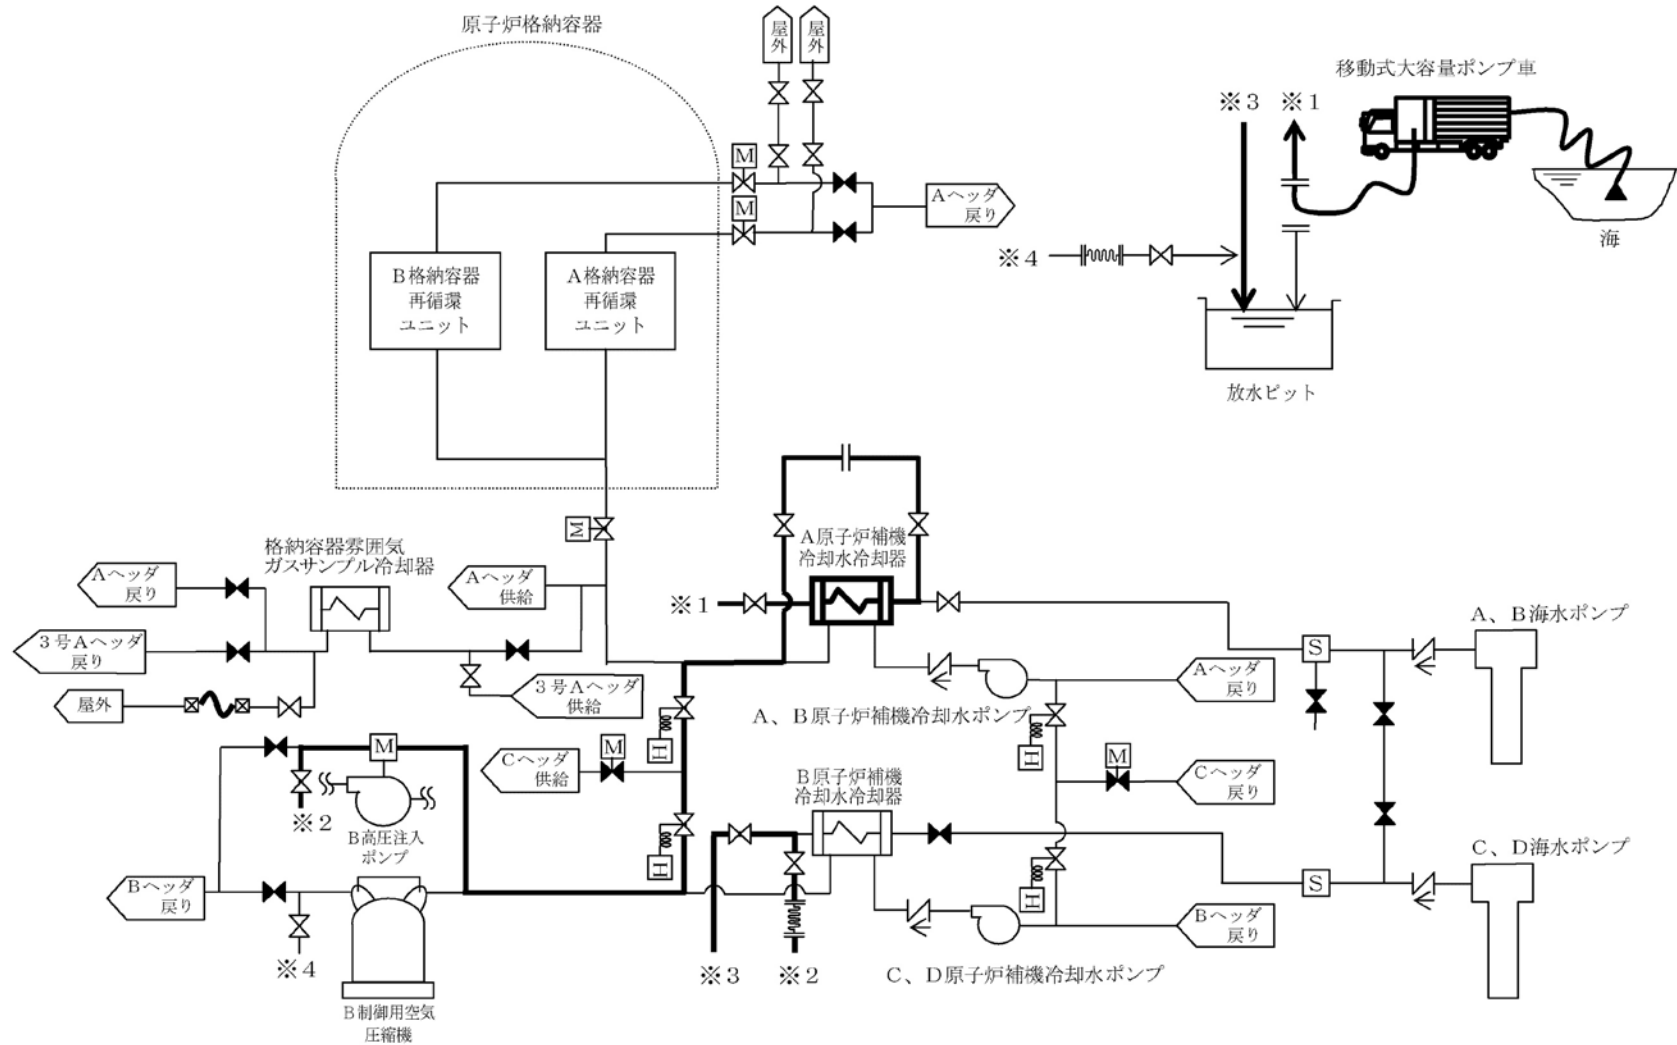 原子炉格納容器
屋外
屋外
移動式大容量ポンプ車
※3
※1
海
M
M
Aヘッダ
戻り
※4
放水ピット
B格納容器
再循環
ユニット
A格納容器
再循環
ユニット
M
格納容器雰囲気
ガスサンプル冷却器
Aヘッダ
戻り
3号Aヘッダ
戻り
屋外
Aヘッダ
供給
3号Aヘッダ
供給
A原子炉補機
冷却水冷却器
※1
A、B海水ポンプ
S
Aヘッダ
戻り
A、B原子炉補機冷却水ポンプ
H
H
M
Cヘッダ
供給
M
※2
B高圧注入
ポンプ
B原子炉補機
冷却水冷却器
M
Cヘッダ
戻り
H
H
C、D海水ポンプ
S
Bヘッダ
戻り
Bヘッダ
戻り
※4
※3
※2
C、D原子炉補機冷却水ポンプ
B制御用空気
圧縮機